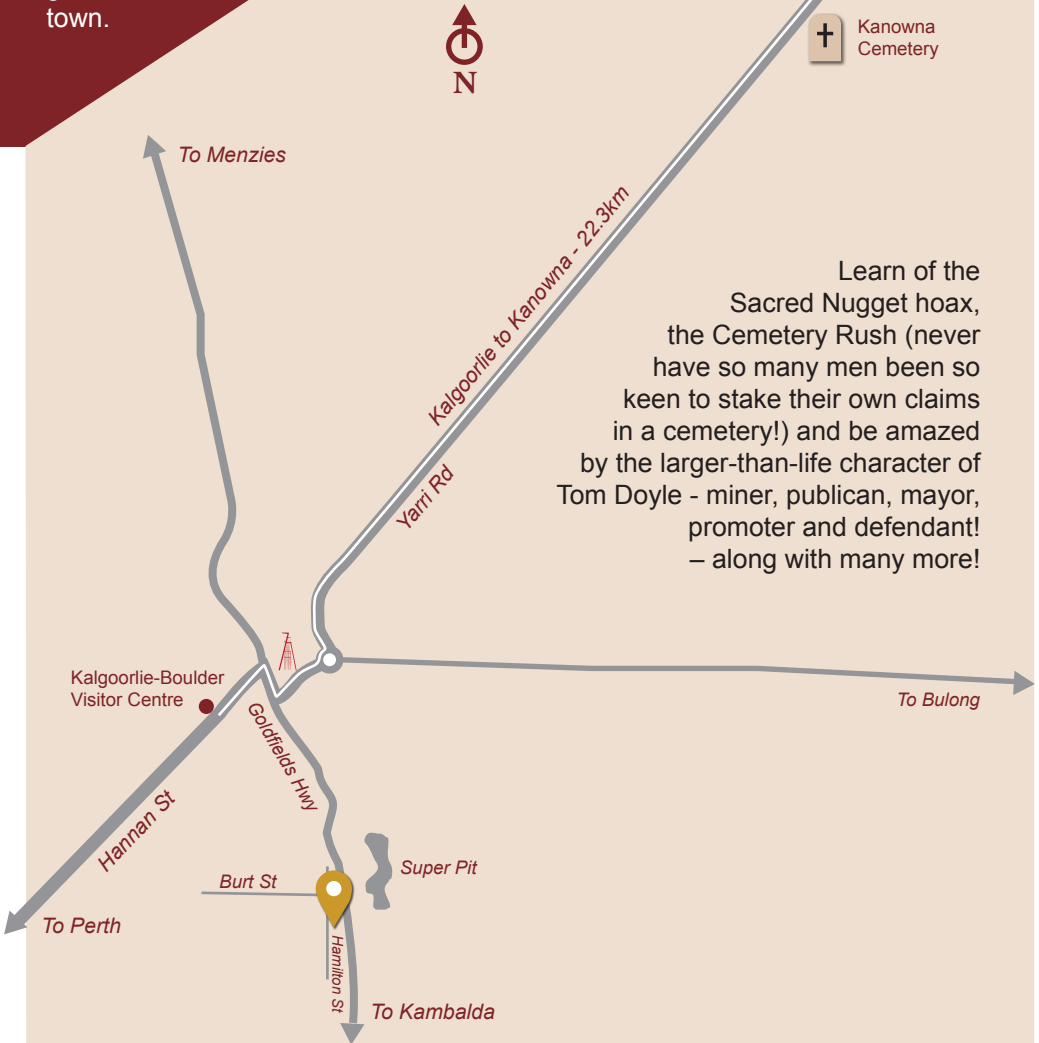 town.
N
Kanowna
Cemetery
To Menzies
Kalgoorlie to Kanowna - 22.3km
Yarri Rd
Learn of the
Sacred Nugget hoax,
the Cemetery Rush (never
have so many men been so
keen to stake their own claims
in a cemetery!) and be amazed
by the larger-than-life character of
Tom Doyle - miner, publican, mayor,
promoter and defendant!
– along with many more!
Kalgoorlie-Boulder
Visitor Centre
To Bulong
Goldfields Hwy
Hannan St
Super Pit
Burt St
To Perth
Hamilton St
To Kambalda